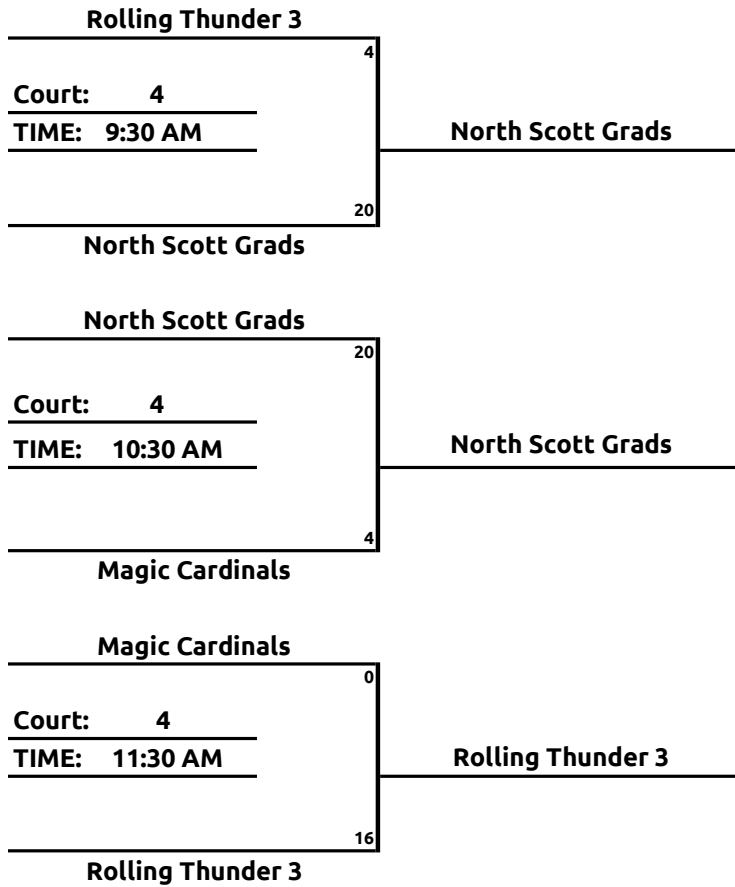 Rolling Thunder 3
4
Court: 4
TIME: 9:30 AM
North Scott Grads
20
North Scott Grads
North Scott Grads
20
Court: 4
TIME: 10:30 AM
North Scott Grads
4
Magic Cardinals
Magic Cardinals
0
Court: 4
TIME: 11:30 AM
Rolling Thunder 3
16
Rolling Thunder 3